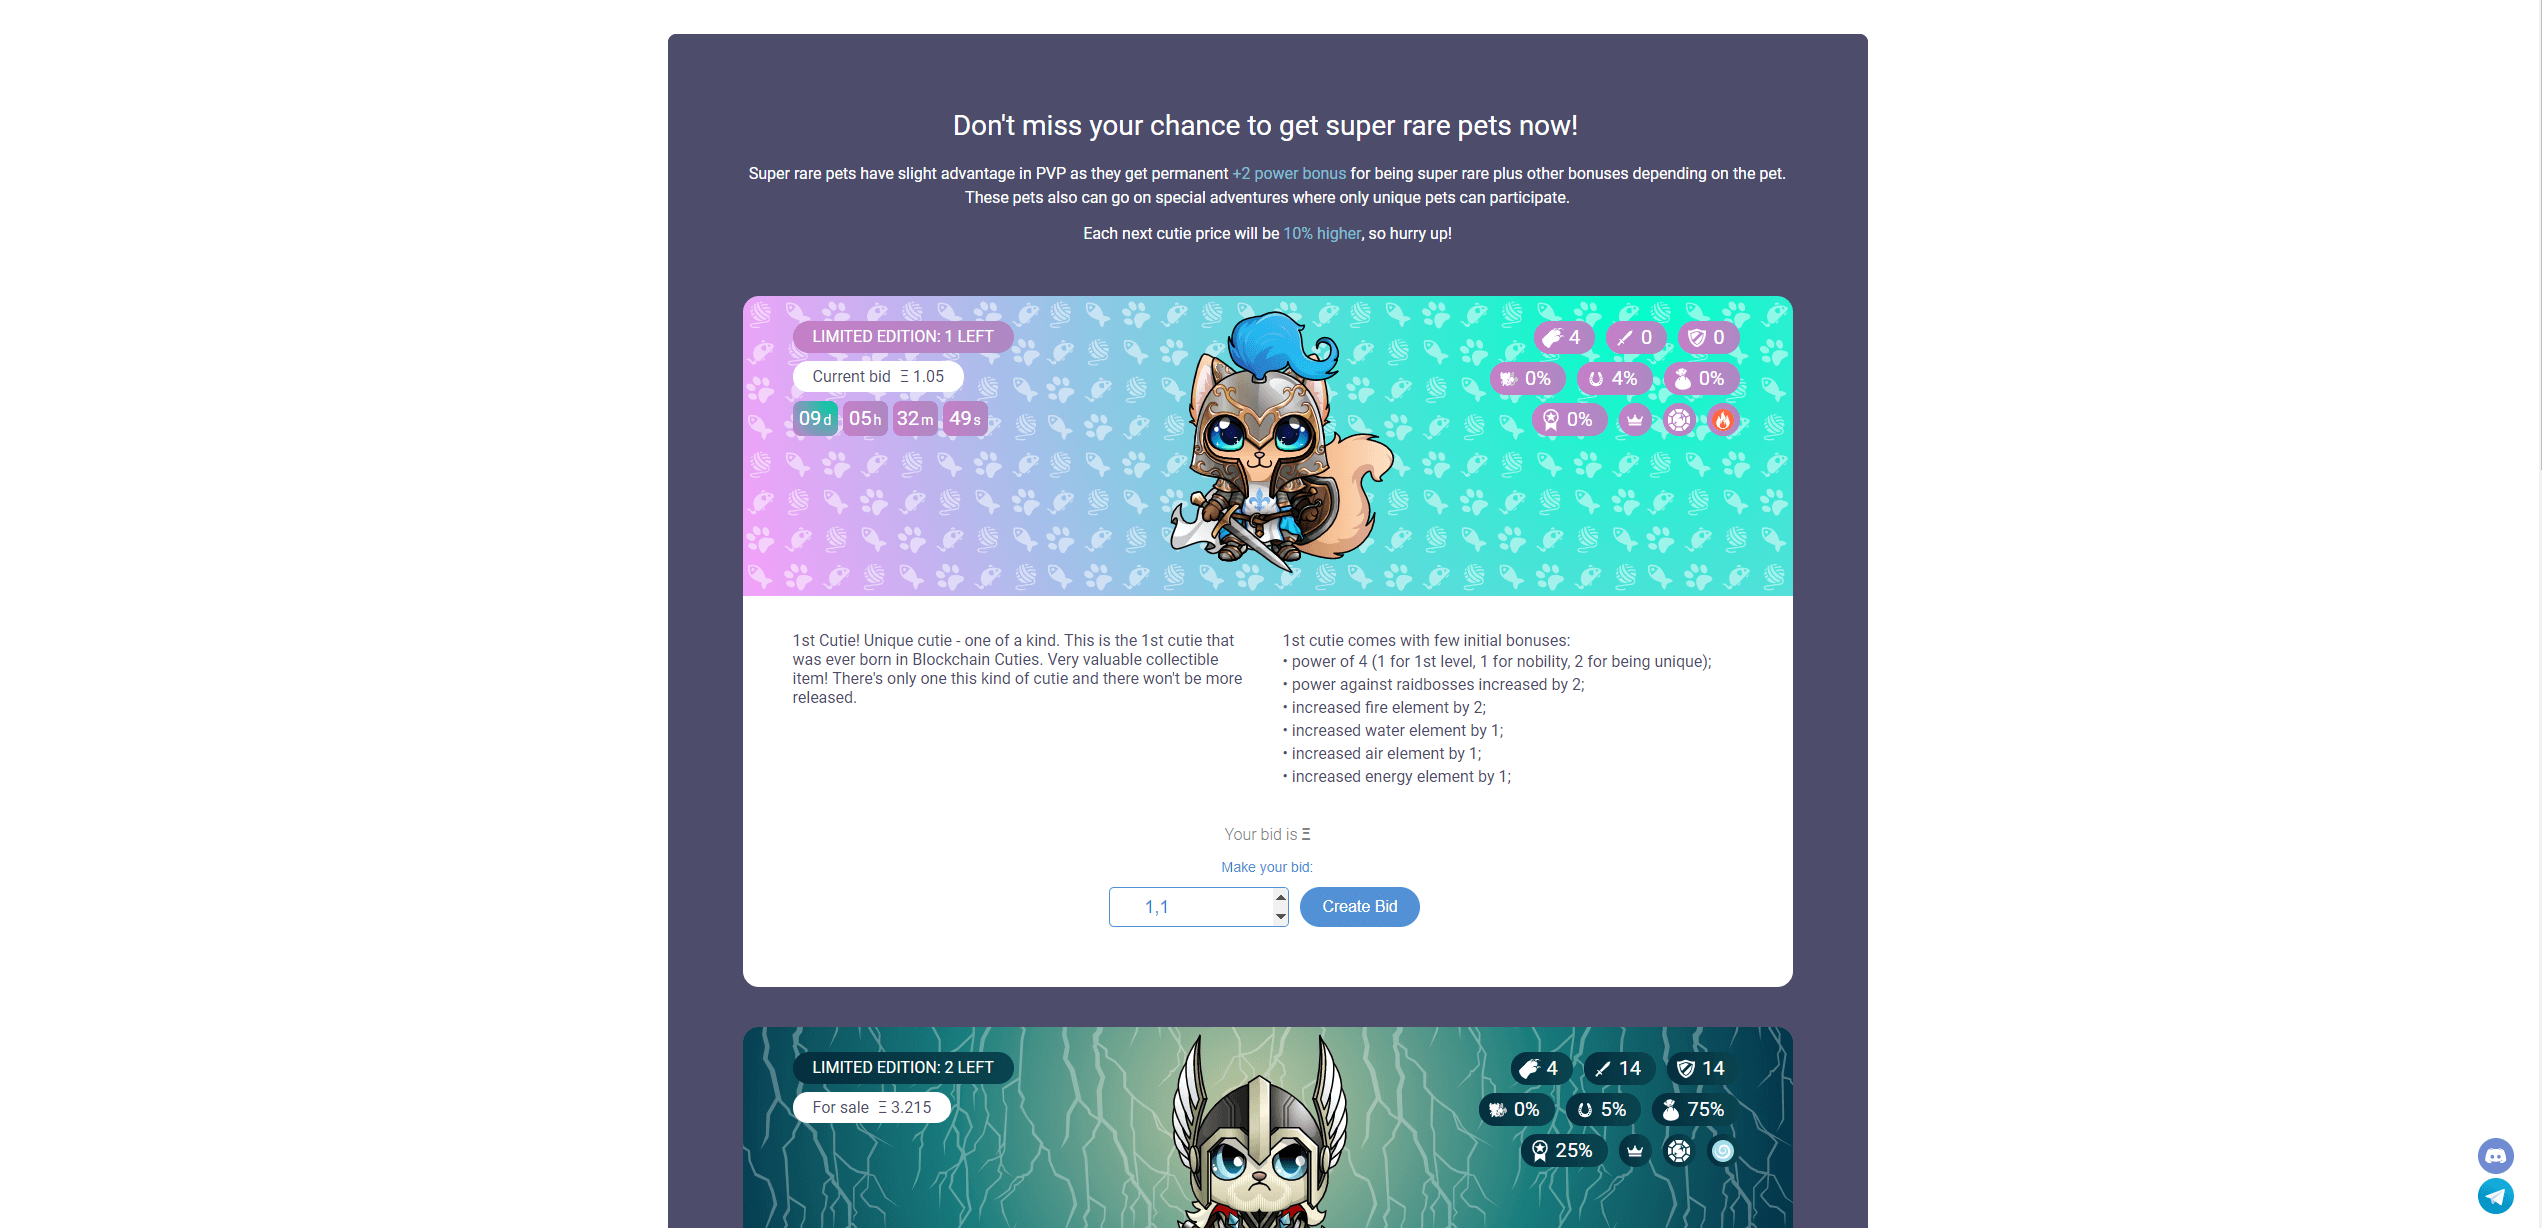 Don't miss your chance to get super rare pets now!
Super rare pets have slight advantage in PVP as they get permanent +2 power bonus for being super rare plus other bonuses depending on the pet.
These pets also can go on special adventures where only unique pets can participate.
Each next cutie price will be 10% higher, so hurry up!
LIMITED EDITION: 1 LEFT
4 0 0
Current bid Ξ 1.05
0% 4% 0%
09d 05h 32m 49s
0%
1st Cutie! Unique cutie - one of a kind. This is the 1st cutie that
was ever born in Blockchain Cuties. Very valuable collectible
item! There's only one this kind of cutie and there won't be more
released.
1st cutie comes with few initial bonuses:
• power of 4 (1 for 1st level, 1 for nobility, 2 for being unique);
• power against raidbosses increased by 2;
• increased fire element by 2;
• increased water element by 1;
• increased air element by 1;
• increased energy element by 1;
Your bid is Ξ
Make your bid:
1,1
Create Bid
LIMITED EDITION: 2 LEFT
4 14 14
For sale Ξ 3.215
0% 5% 75%
25%